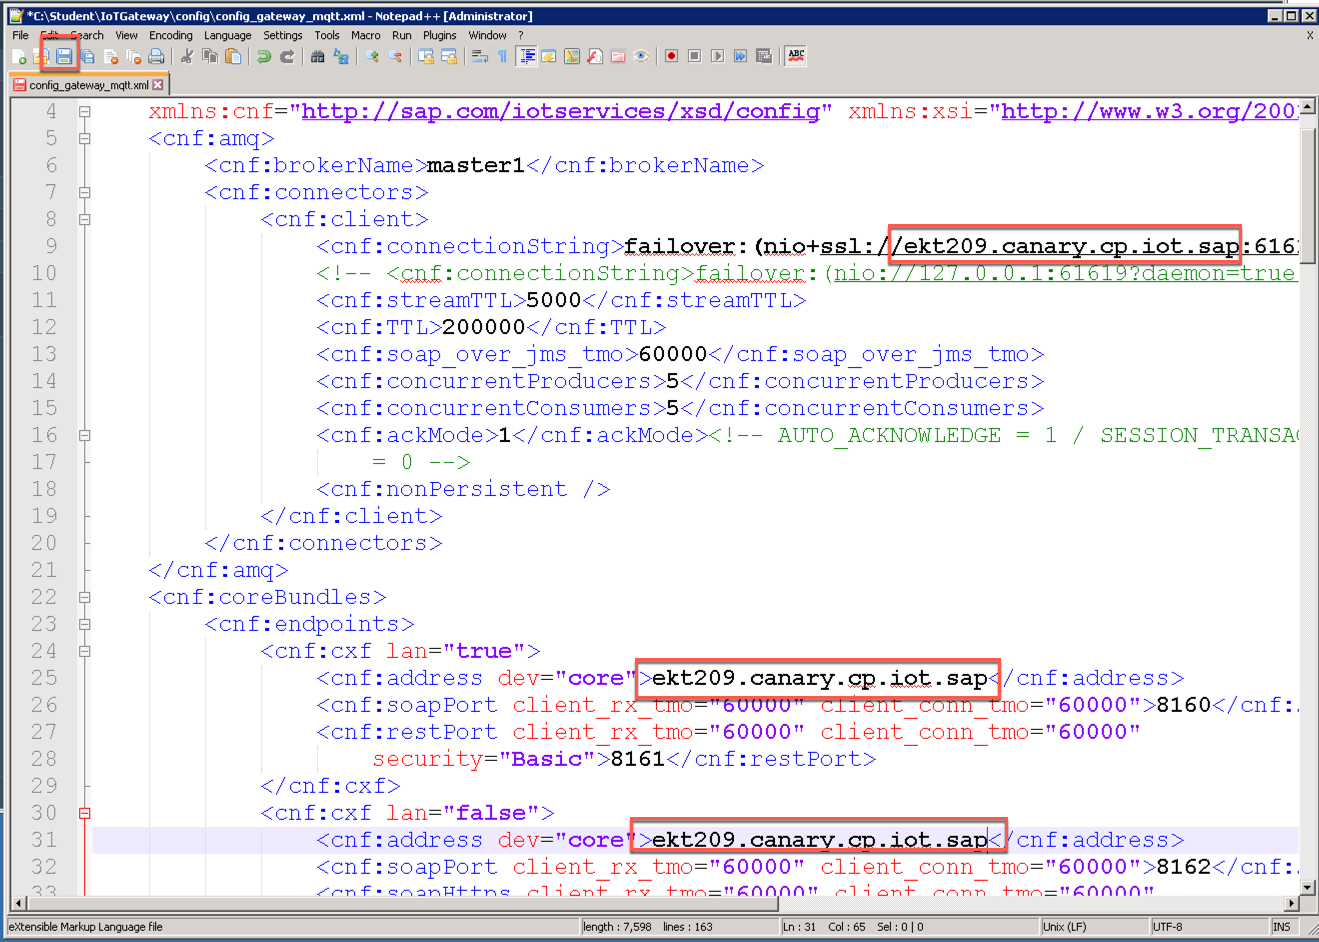 *C:\Student\IoTGateway\config\config_gateway_mqtt.xml - Notepad++ [Administrator]
File Edit Search View Encoding Language Settings Tools Macro Run Plugins Window ? X
ABC
config_gateway_mqtt.xml
4 xmlns:cnf="http://sap.com/iotservices/xsd/config" xmlns:xsi="http://www.w3.org/200
5 <cnf:amq>
6 <cnf:brokerName>master1</cnf:brokerName>
7 <cnf:connectors>
8 <cnf:client>
9 <cnf:connectionString>failover:(nio+ssl://ekt209.canary.cp.iot.sap:616
10 <!-- <cnf:connectionString>failover:(nio://127.0.0.1:61619?daemon=true
11 <cnf:streamTTL>5000</cnf:streamTTL>
12 <cnf:TTL>200000</cnf:TTL>
13 <cnf:soap_over_jms_tmo>60000</cnf:soap_over_jms_tmo>
14 <cnf:concurrentProducers>5</cnf:concurrentProducers>
15 <cnf:concurrentConsumers>5</cnf:concurrentConsumers>
16 <cnf:ackMode>1</cnf:ackMode><!-- AUTO_ACKNOWLEDGE = 1 / SESSION_TRANSA
17 = 0 -->
18 <cnf:nonPersistent />
19 </cnf:client>
20 </cnf:connectors>
21 </cnf:amq>
22 <cnf:coreBundles>
23 <cnf:endpoints>
24 <cnf:cxf lan="true">
25 <cnf:address dev="core">ekt209.canary.cp.iot.sap</cnf:address>
26 <cnf:soapPort client_rx_tmo="60000" client_conn_tmo="60000">8160</cnf:
27 <cnf:restPort client_rx_tmo="60000" client_conn_tmo="60000"
28 security="Basic">8161</cnf:restPort>
29 </cnf:cxf>
30 <cnf:cxf lan="false">
31 <cnf:address dev="core">ekt209.canary.cp.iot.sap</cnf:address>
32 <cnf:soapPort client_rx_tmo="60000" client_conn_tmo="60000">8162</cnf:
33 <cnf:soapHttps client_rx_tmo="60000" client_conn_tmo="60000"
eXtensible Markup Language file length : 7,598 lines : 163 Ln : 31 Col : 65 Sel : 0 | 0 Unix (LF) UTF-8 INS